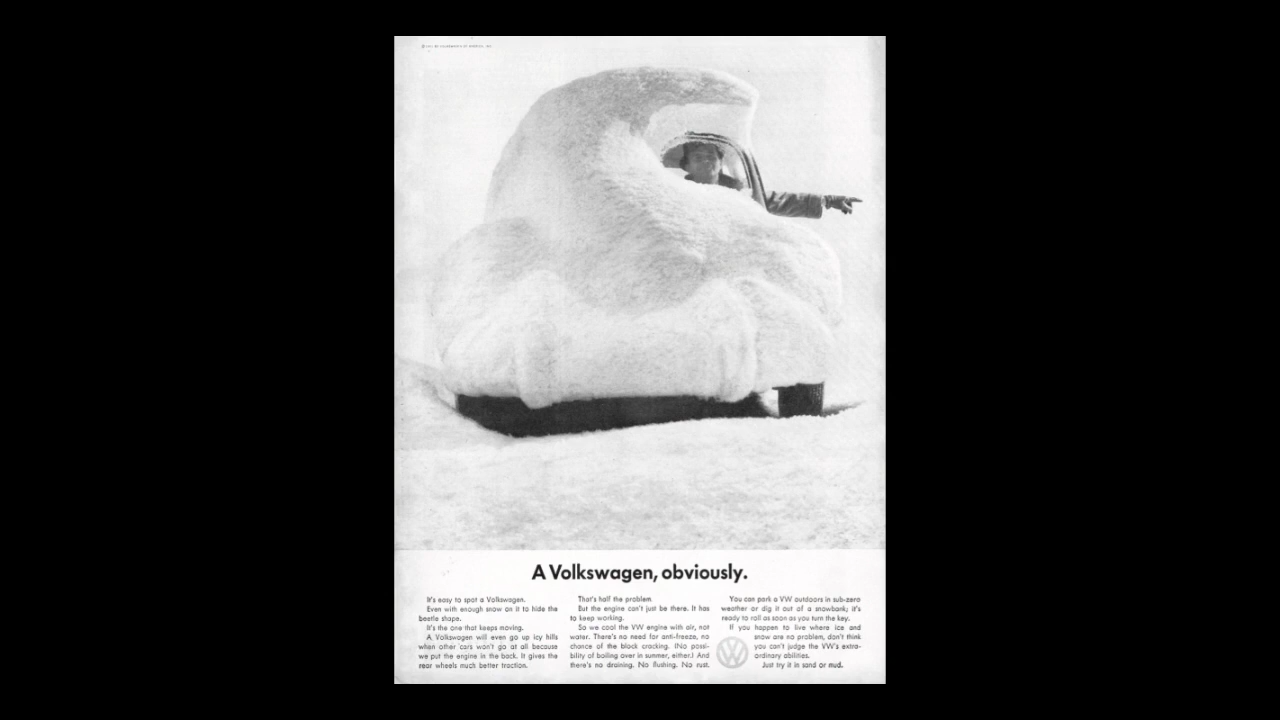 A Volkswagen, obviously.
It's easy to spot a Volkswagen.
Even with enough snow on it to hide the
beetle shape.
It's the one that keeps moving.
A Volkswagen will even go up icy hills
when other cars won't go at all because
we put the engine in the back. It gives the
rear wheels much better traction.
That's half the problem.
But the engine can't just be there. It has
to keep working.
So we cool the VW engine with air, not
water. There's no need for anti-freeze, no
chance of the block cracking. (No possi-
bility of boiling over in summer, either.) And
there's no draining. No flushing. No rust.
You can park a VW outdoors in sub-zero
weather or dig it out of a snowbank; it's
ready to roll as soon as you turn the key.
If you happen to live where ice and
snow are no problem, don't think
you can't judge the VW's extra-
ordinary abilities.
Just try it in sand or mud.
VW